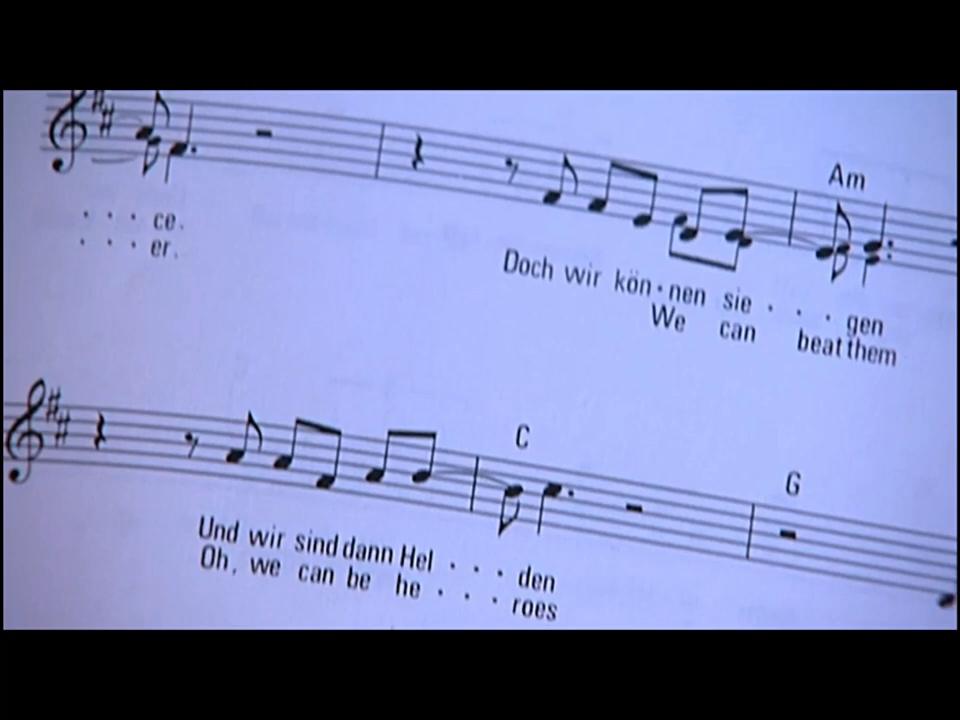 · · · ce.
· · · er.
Am
Doch wir kön·nen sie · · · gen
We can beat them
C
G
Und wir sind dann Hel · · · den
Oh, we can be he · · · roes